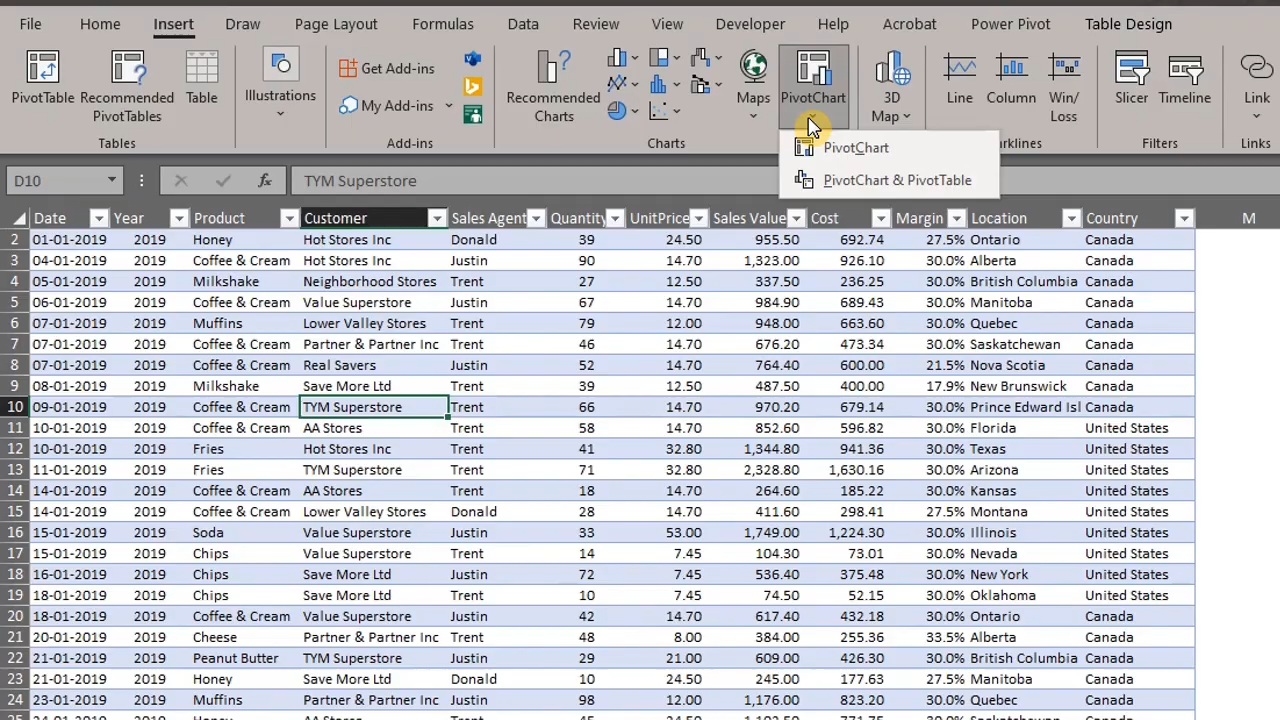 File Home Insert Draw Page Layout Formulas Data Review View Developer Help Acrobat Power Pivot Table Design
PivotTable Recommended PivotTables Table
Illustrations
Get Add-ins
My Add-ins
Recommended Charts
Maps PivotChart
3D Map
Line Column Win/ Loss
Slicer Timeline
Link
Tables Add-ins Charts rklines Filters Links
PivotChart
PivotChart & PivotTable
D10 fx TYM Superstore
Date Year Product Customer Sales Agent Quantity UnitPrice Sales Value Cost Margin Location Country M
2 01-01-2019 2019 Honey Hot Stores Inc Donald 39 24.50 955.50 692.74 27.5% Ontario Canada
3 04-01-2019 2019 Coffee & Cream Hot Stores Inc Justin 90 14.70 1,323.00 926.10 30.0% Alberta Canada
4 05-01-2019 2019 Milkshake Neighborhood Stores Trent 27 12.50 337.50 236.25 30.0% British Columbia Canada
5 06-01-2019 2019 Coffee & Cream Value Superstore Justin 67 14.70 984.90 689.43 30.0% Manitoba Canada
6 07-01-2019 2019 Muffins Lower Valley Stores Trent 79 12.00 948.00 663.60 30.0% Quebec Canada
7 07-01-2019 2019 Coffee & Cream Partner & Partner Inc Trent 46 14.70 676.20 473.34 30.0% Saskatchewan Canada
8 07-01-2019 2019 Coffee & Cream Real Savers Justin 52 14.70 764.40 600.00 21.5% Nova Scotia Canada
9 08-01-2019 2019 Milkshake Save More Ltd Trent 39 12.50 487.50 400.00 17.9% New Brunswick Canada
10 09-01-2019 2019 Coffee & Cream TYM Superstore Trent 66 14.70 970.20 679.14 30.0% Prince Edward Isl Canada
11 10-01-2019 2019 Coffee & Cream AA Stores Trent 58 14.70 852.60 596.82 30.0% Florida United States
12 10-01-2019 2019 Fries Hot Stores Inc Trent 41 32.80 1,344.80 941.36 30.0% Texas United States
13 11-01-2019 2019 Fries TYM Superstore Trent 71 32.80 2,328.80 1,630.16 30.0% Arizona United States
14 14-01-2019 2019 Coffee & Cream AA Stores Trent 18 14.70 264.60 185.22 30.0% Kansas United States
15 14-01-2019 2019 Coffee & Cream Lower Valley Stores Donald 28 14.70 411.60 298.41 27.5% Montana United States
16 15-01-2019 2019 Soda Value Superstore Justin 33 53.00 1,749.00 1,224.30 30.0% Illinois United States
17 15-01-2019 2019 Chips Value Superstore Trent 14 7.45 104.30 73.01 30.0% Nevada United States
18 16-01-2019 2019 Chips Save More Ltd Justin 72 7.45 536.40 375.48 30.0% New York United States
19 18-01-2019 2019 Chips Save More Ltd Trent 10 7.45 74.50 52.15 30.0% Oklahoma United States
20 18-01-2019 2019 Coffee & Cream Value Superstore Justin 42 14.70 617.40 432.18 30.0% Ontario Canada
21 20-01-2019 2019 Cheese Partner & Partner Inc Trent 48 8.00 384.00 255.36 33.5% Alberta Canada
22 21-01-2019 2019 Peanut Butter TYM Superstore Justin 29 21.00 609.00 426.30 30.0% British Columbia Canada
23 21-01-2019 2019 Honey Save More Ltd Donald 10 24.50 245.00 177.63 27.5% Manitoba Canada
24 23-01-2019 2019 Muffins Partner & Partner Inc Justin 98 12.00 1,176.00 823.20 30.0% Quebec Canada